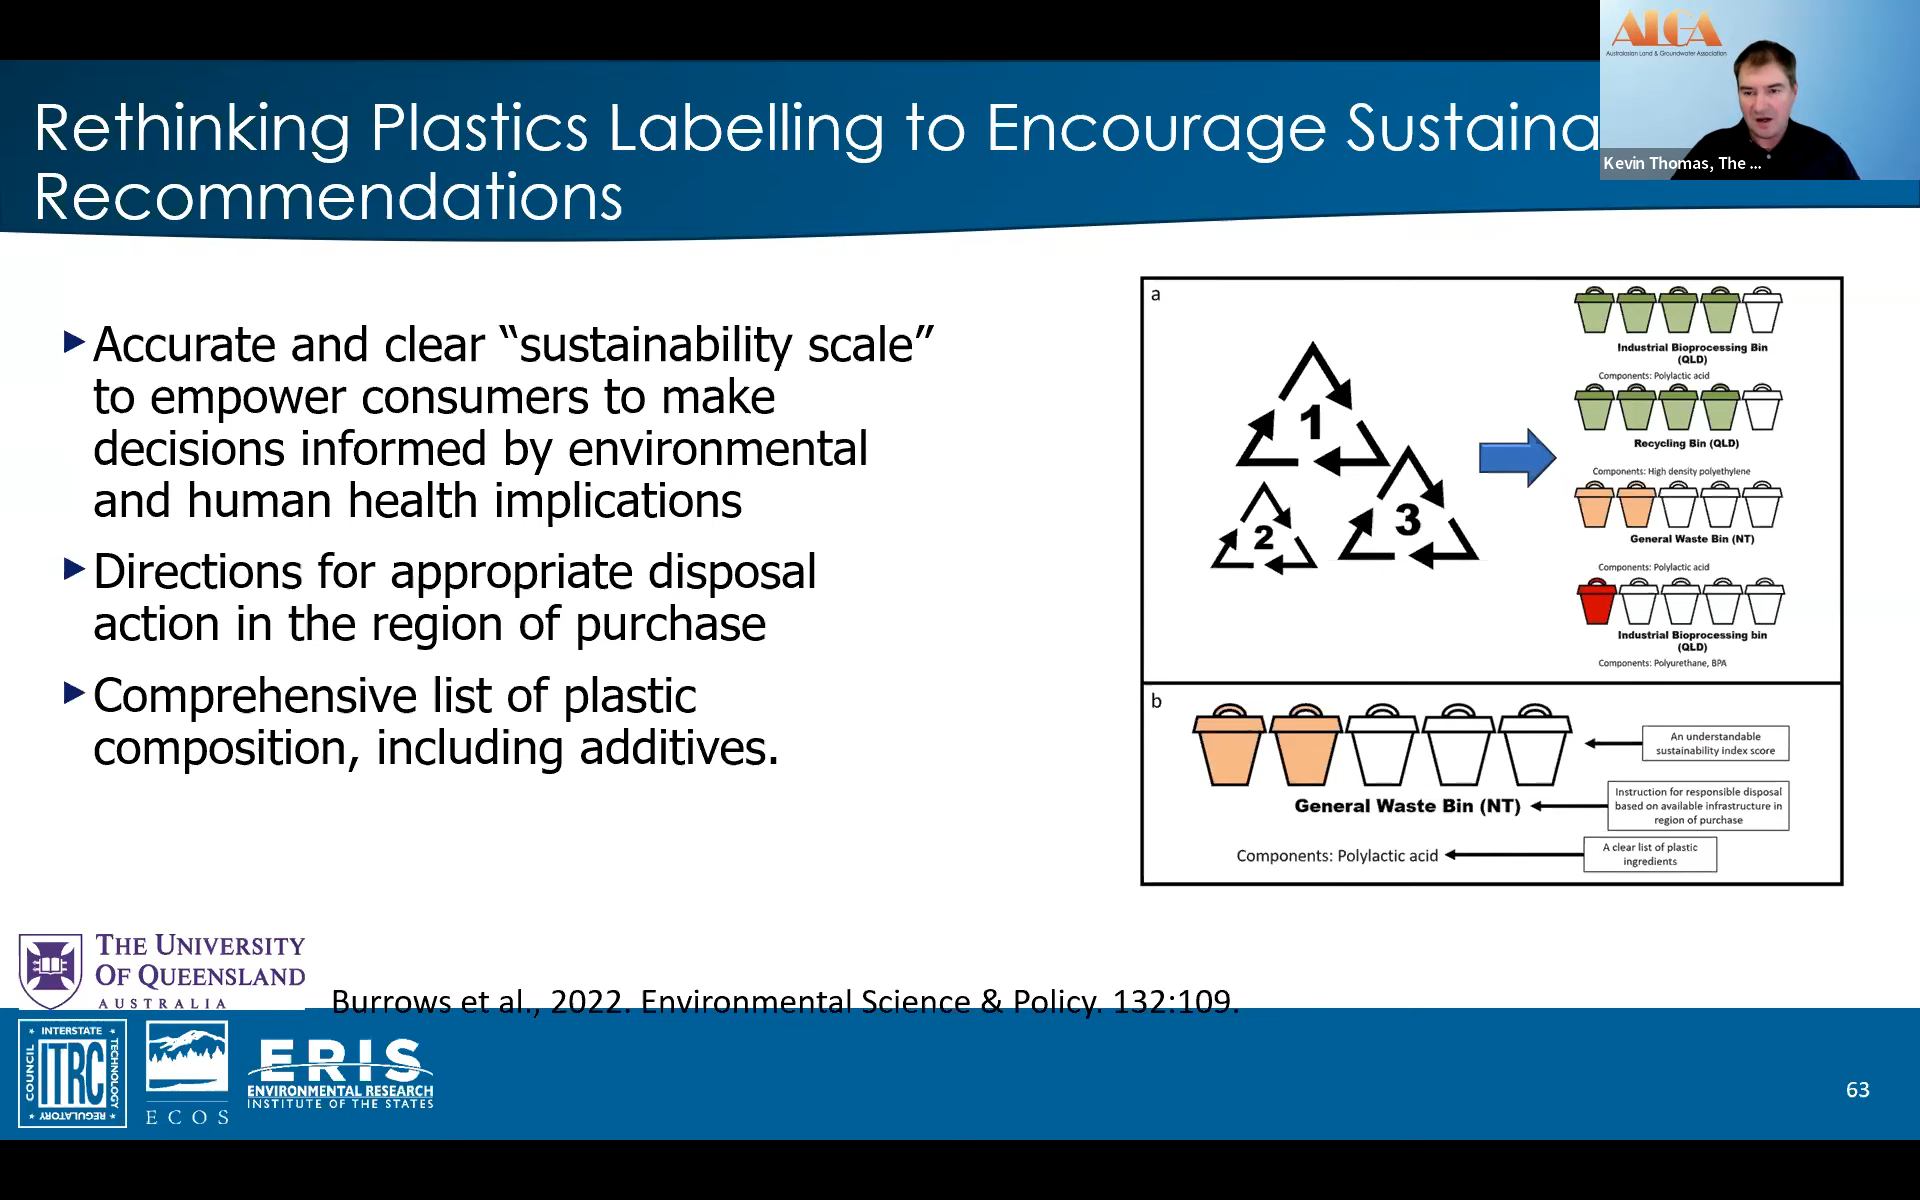 ALGA
Australasian Land & Groundwater Association
Kevin Thomas, The ...
Rethinking Plastics Labelling to Encourage Sustaina
Recommendations
Accurate and clear “sustainability scale”
to empower consumers to make
decisions informed by environmental
and human health implications
Directions for appropriate disposal
action in the region of purchase
Comprehensive list of plastic
composition, including additives.
a
1
2
3
Industrial Bioprocessing Bin
(QLD)
Components: Polylactic acid
Recycling Bin (QLD)
Components: High density polyethylene
General Waste Bin (NT)
Components: Polylactic acid
Industrial Bioprocessing bin
(QLD)
Components: Polyurethane, BPA
b
An understandable
sustainability index score
General Waste Bin (NT)
Instruction for responsible disposal
based on available infrastructure in
region of purchase
Components: Polylactic acid
A clear list of plastic
ingredients
THE UNIVERSITY
OF QUEENSLAND
AUSTRALIA
Burrows et al., 2022. Environmental Science & Policy. 132:109.
INTERSTATE
TECHNOLOGY
REGULATORY
COUNCIL
ITRC
ECOS
ERIS
ENVIRONMENTAL RESEARCH
INSTITUTE OF THE STATES
63